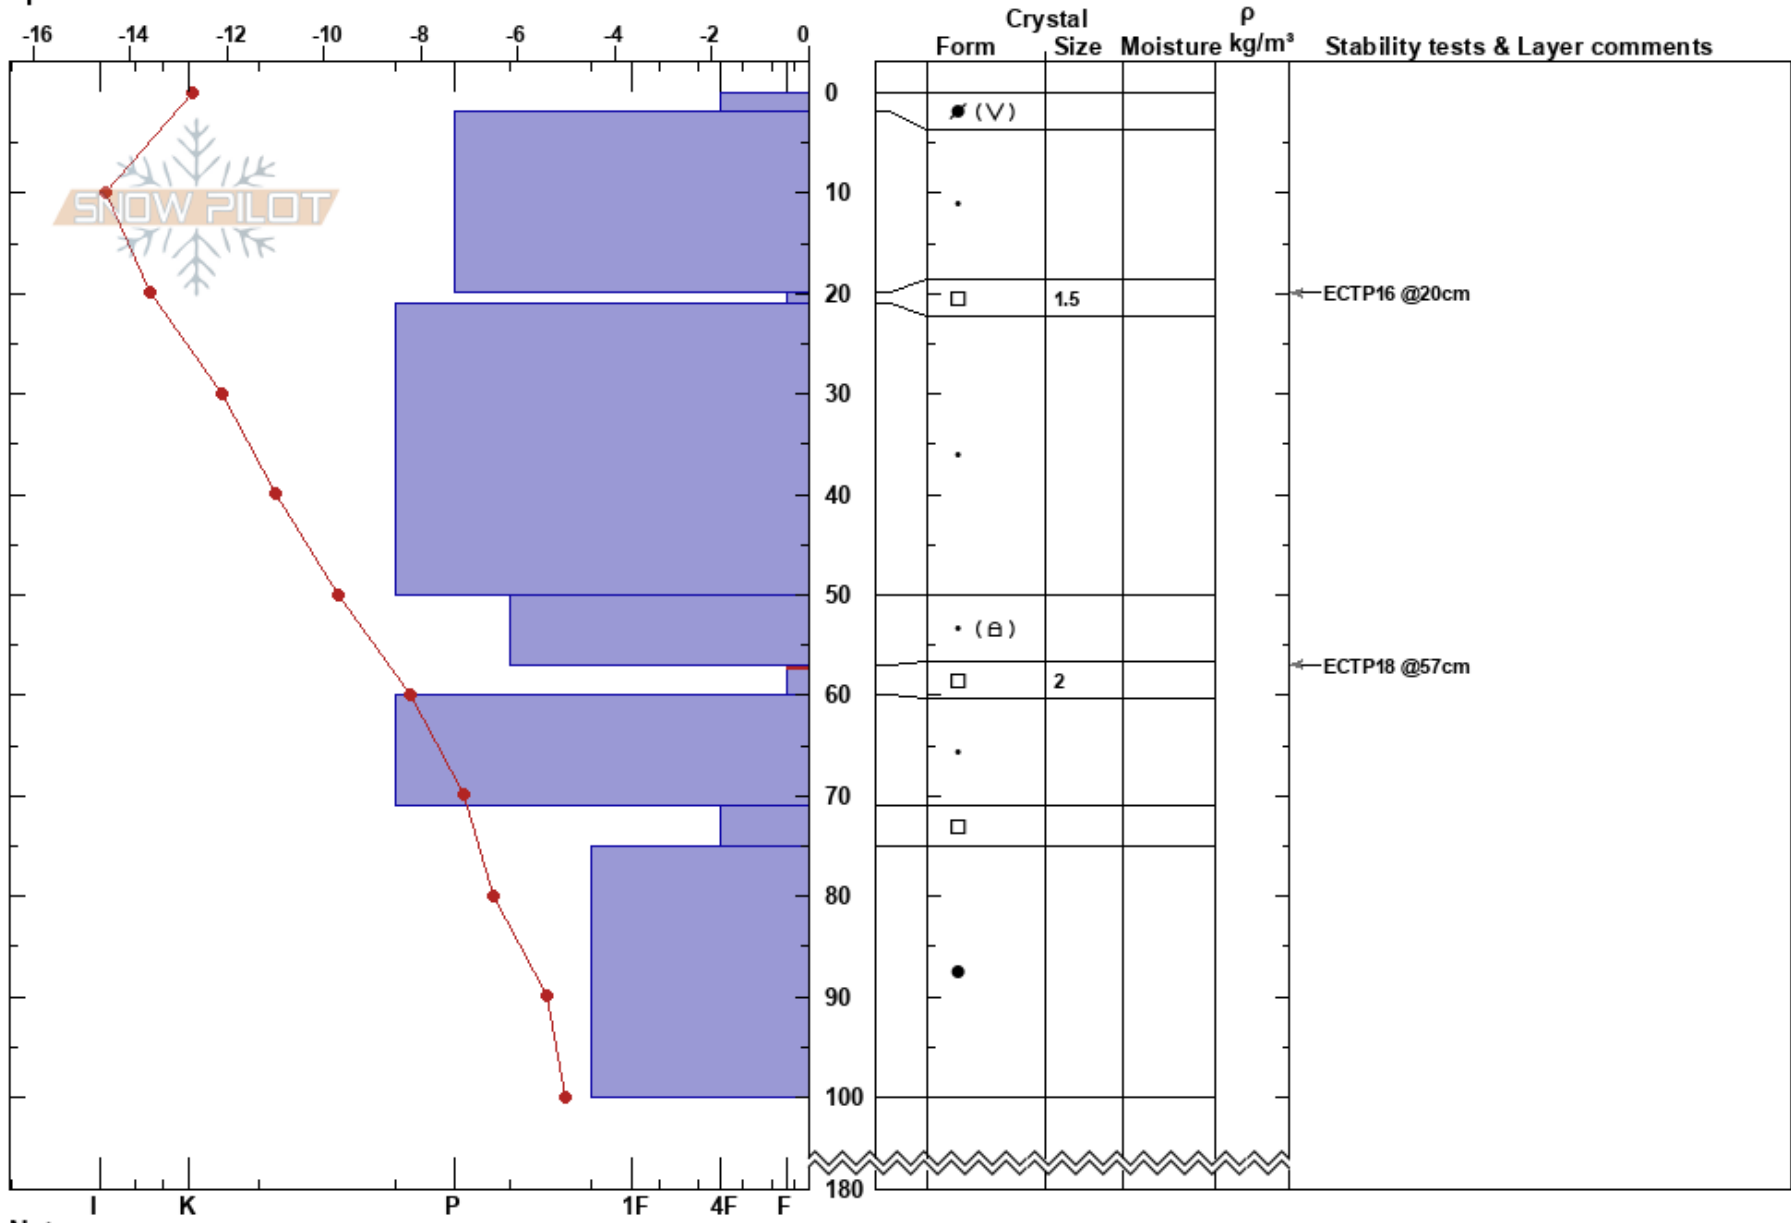 Crystal ρ
-16 -14 -12 -10 -8 -6 -4 -2 0 Form Size Moisture kg/m³ Stability tests & Layer comments
0 (V)
SNOW PILOT
10
20 1.5 ECTP16 @20cm
30
40
50
ECTP18 @57cm
2
60
70
80
90
100
180
I K P 1F 4F F